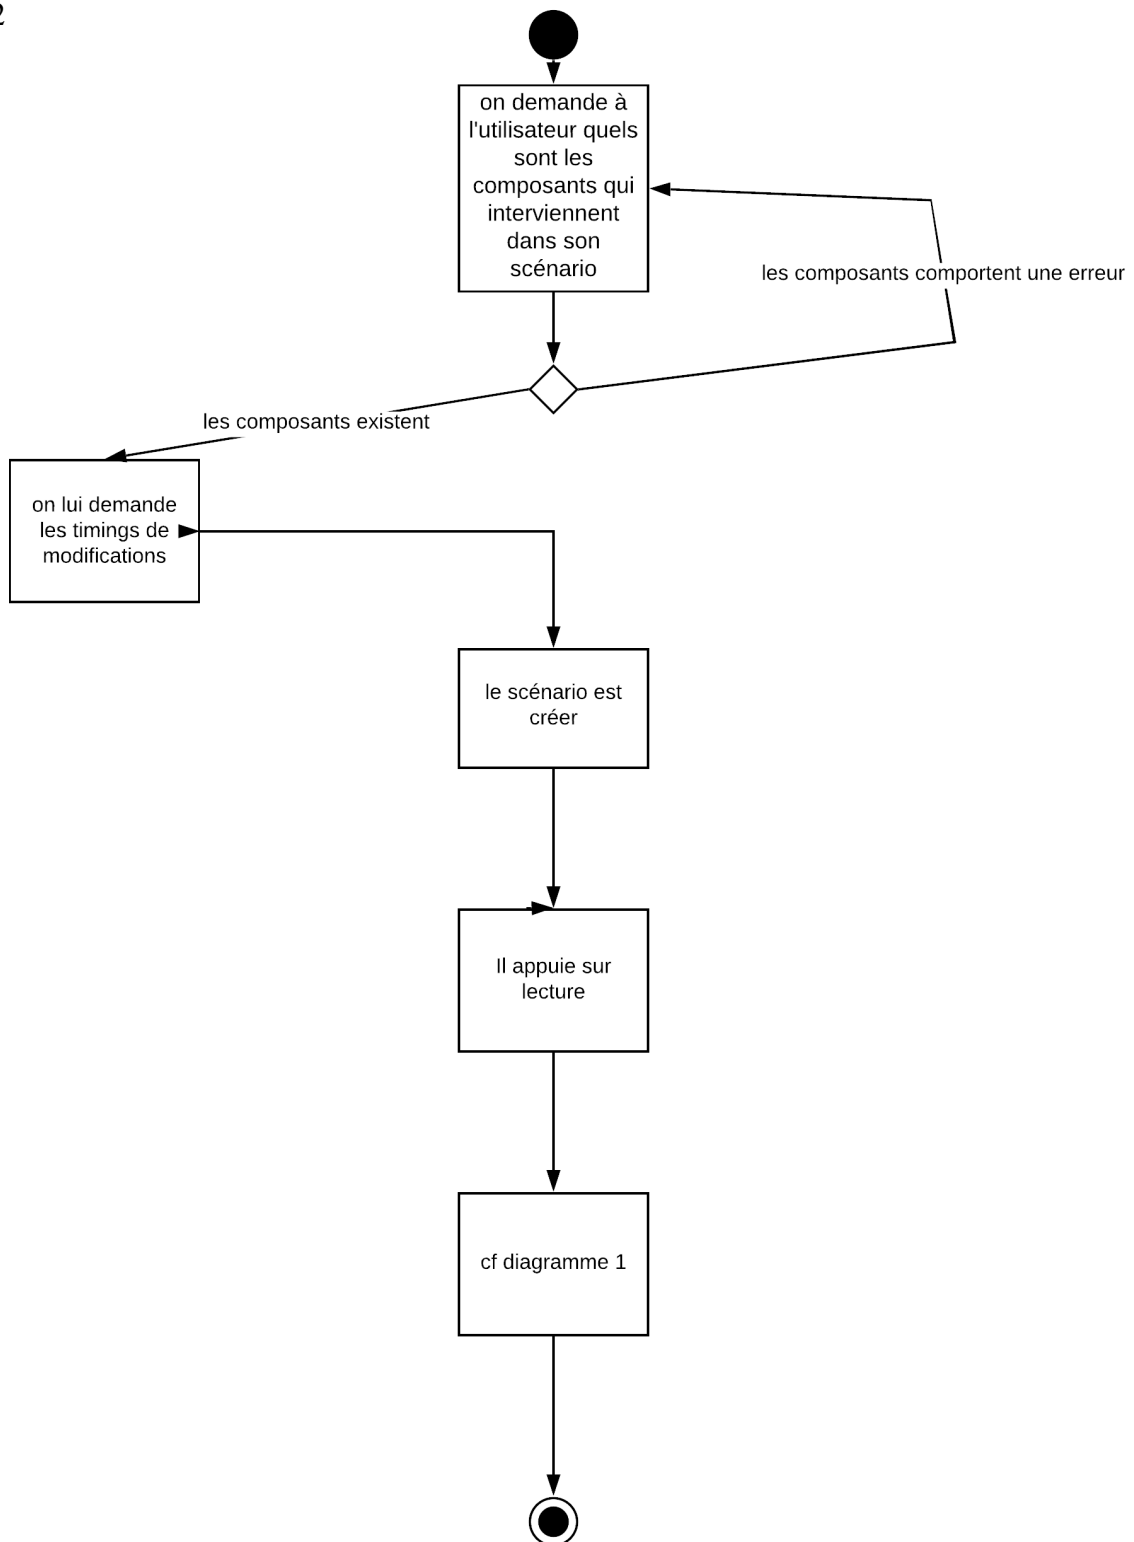 2
on demande à
l'utilisateur quels
sont les
composants qui
interviennent
dans son
scénario
les composants comportent une erreur
les composants existent
on lui demande
les timings de
modifications
le scénario est
créer
Il appuie sur
lecture
cf diagramme 1